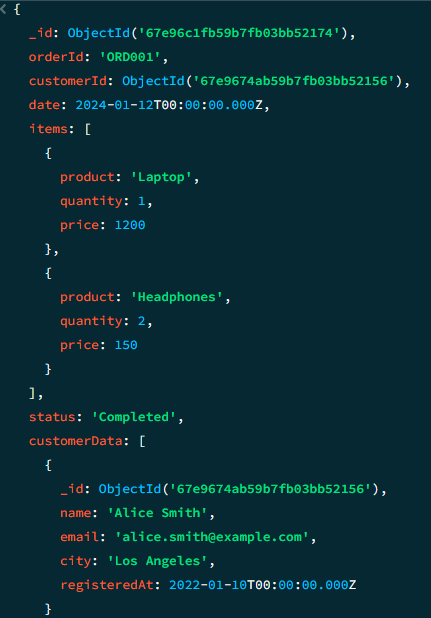 < {
_id: ObjectId('67e96c1fb59b7fb03bb52174'),
orderId: 'ORD001',
customerId: ObjectId('67e9674ab59b7fb03bb52156'),
date: 2024-01-12T00:00:00.000Z,
items: [
{
product: 'Laptop',
quantity: 1,
price: 1200
},
{
product: 'Headphones',
quantity: 2,
price: 150
}
],
status: 'Completed',
customerData: [
{
_id: ObjectId('67e9674ab59b7fb03bb52156'),
name: 'Alice Smith',
email: 'alice.smith@example.com',
city: 'Los Angeles',
registeredAt: 2022-01-10T00:00:00.000Z
}